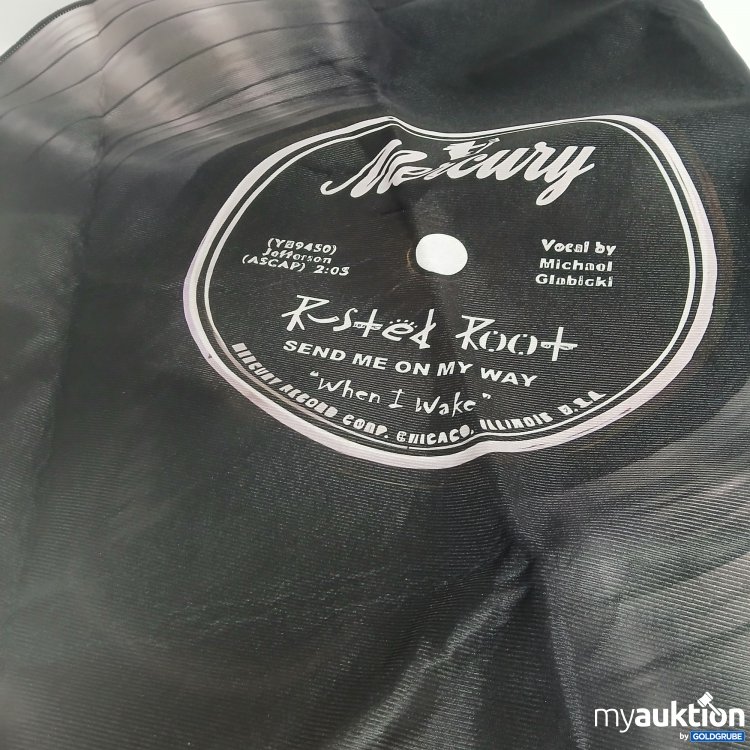 Mercury
(YB9450)
Jefferson
(ASCAP) 2:05
Vocal by
Michael
Glabicki
Rusted Root
SEND ME ON MY WAY
"When I Wake"
MERCURY RECORD CORP. CHICAGO, ILLINOIS U.S.A
myauktion
by GOLDGRUBE